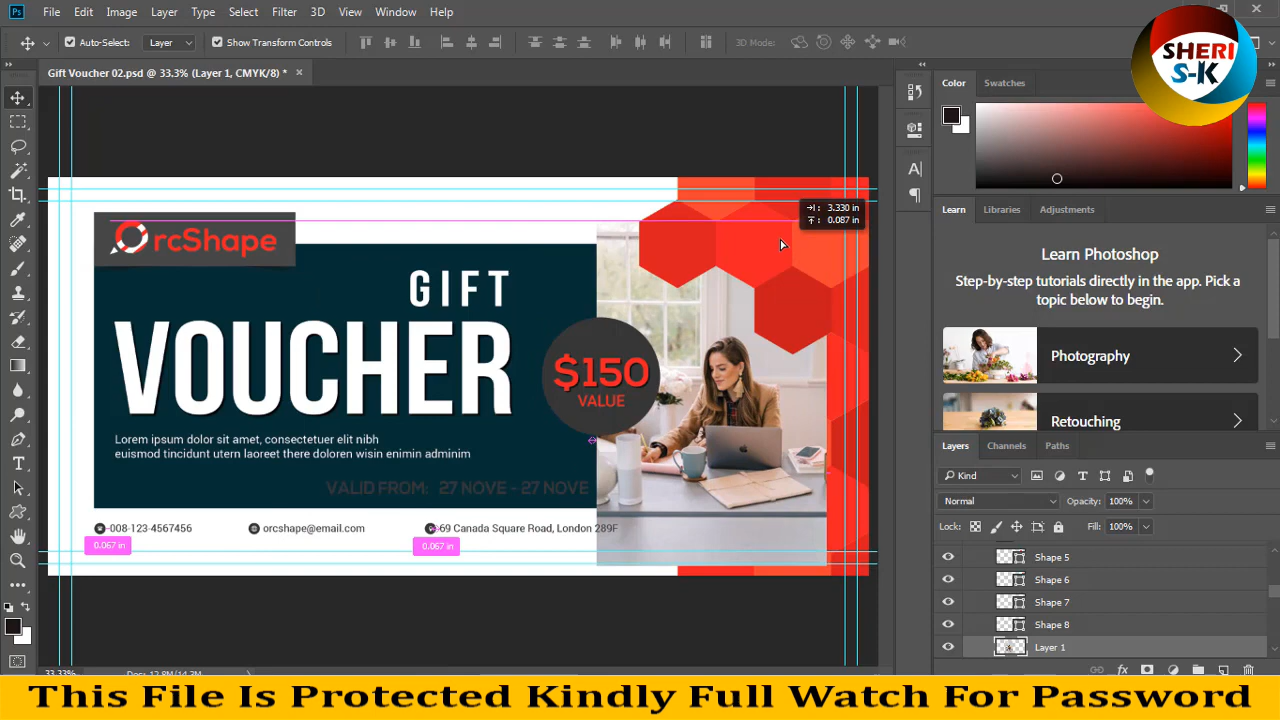 Ps File Edit Image Layer Type Select Filter 3D View Window Help
Auto-Select: Layer Show Transform Controls 3D Mode:
SHERI
S-K
Gift Voucher 02.psd @ 33.3% (Layer 1, CMYK/8) * ×
Color Swatches
Learn Libraries Adjustments
Learn Photoshop
Step-by-step tutorials directly in the app. Pick a
topic below to begin.
Photography
Retouching
Layers Channels Paths
Kind
Normal Opacity: 100%
Lock: Fill: 100%
Shape 5
Shape 6
Shape 7
Shape 8
Layer 1
3.330 in
0.087 in
rcShape
GIFT
VOUCHER
$150
VALUE
Lorem ipsum dolor sit amet, consectetuer elit nibh
euismod tincidunt utern laoreet there doloren wisin enimin adminim
VALID FROM: 27 NOVE - 27 NOVE
-008-123-4567456 orcshape@email.com 69 Canada Square Road, London 289F
0.067 in 0.067 in
33.33% Doc: 12.8M/14.3M
This File Is Protected Kindly Full Watch For Password